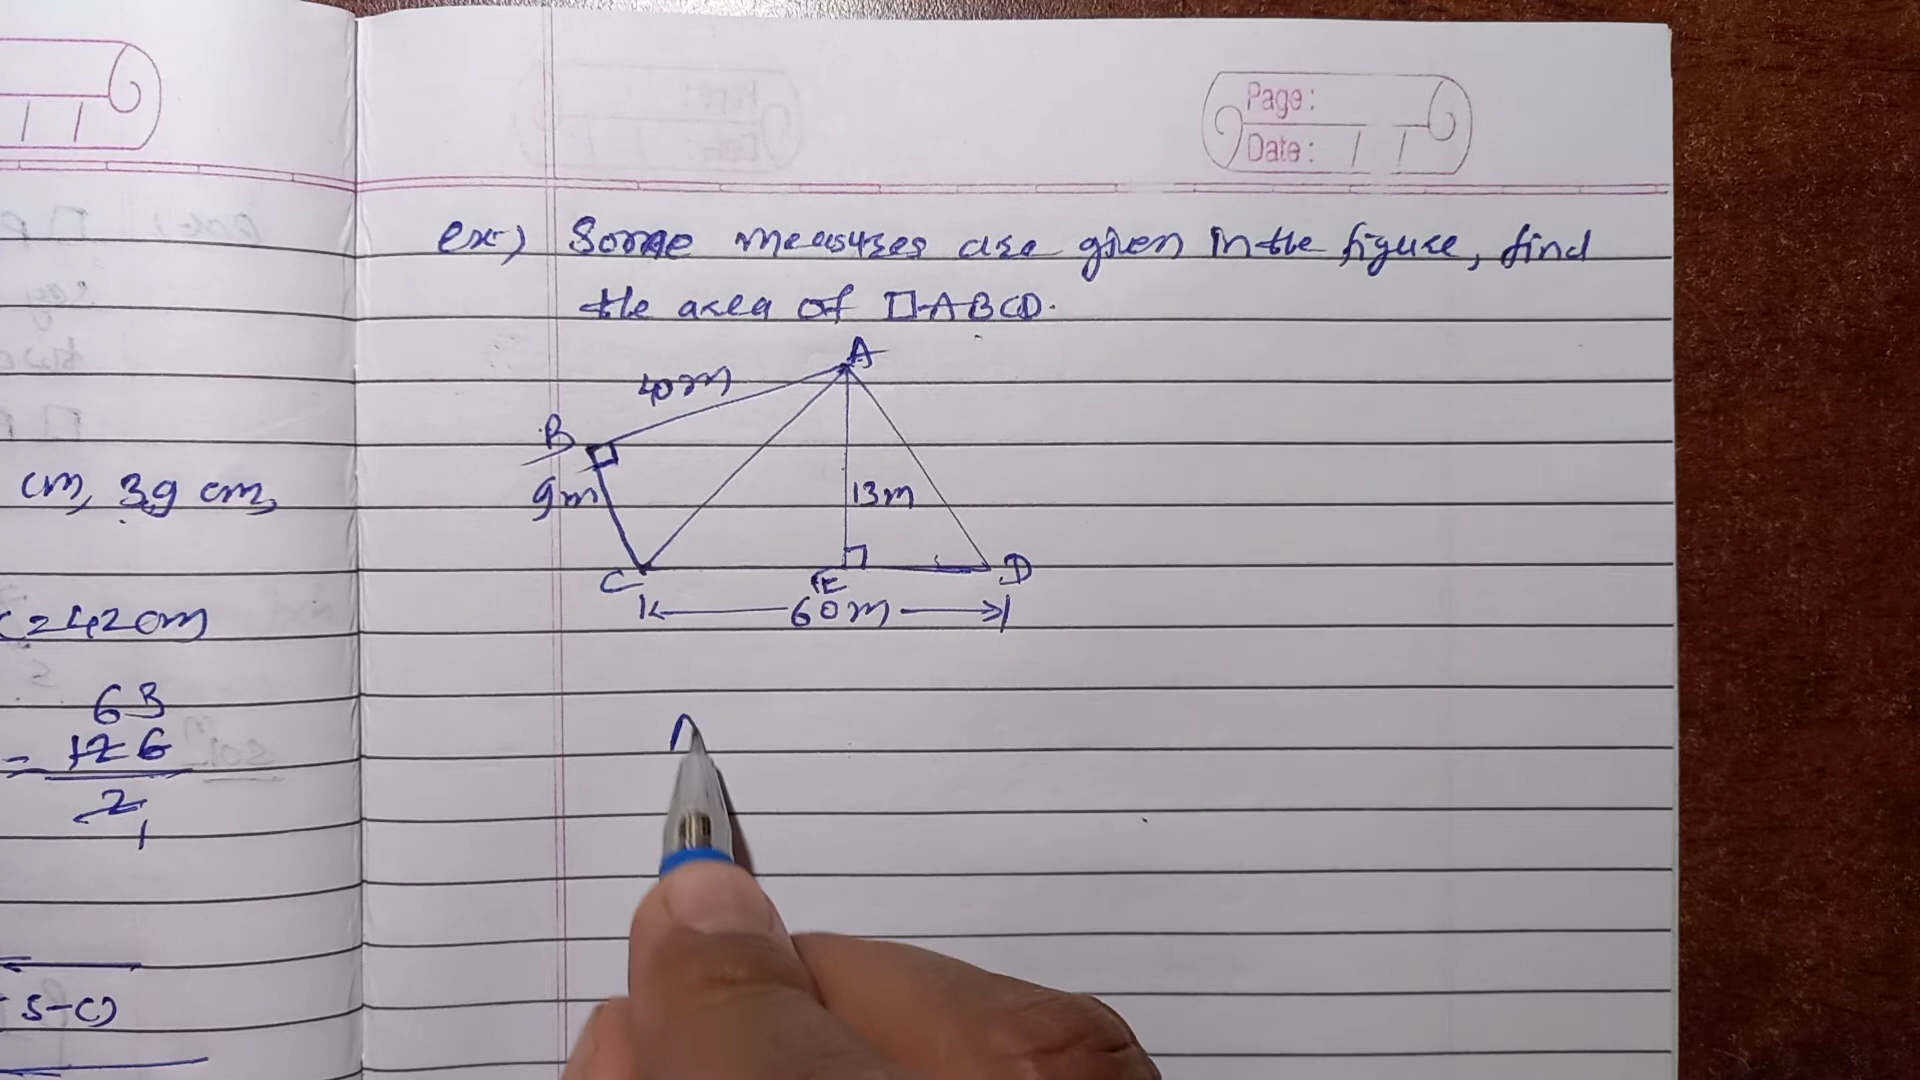 Page:
Date: / /
ex) Some measures are given in the figure, find
the area of □ABCD.
A
40m
B
9m
13m
C
E
D
60m
cm, 39 cm,
= 42 cm
63
= 126
2
1
s-c)